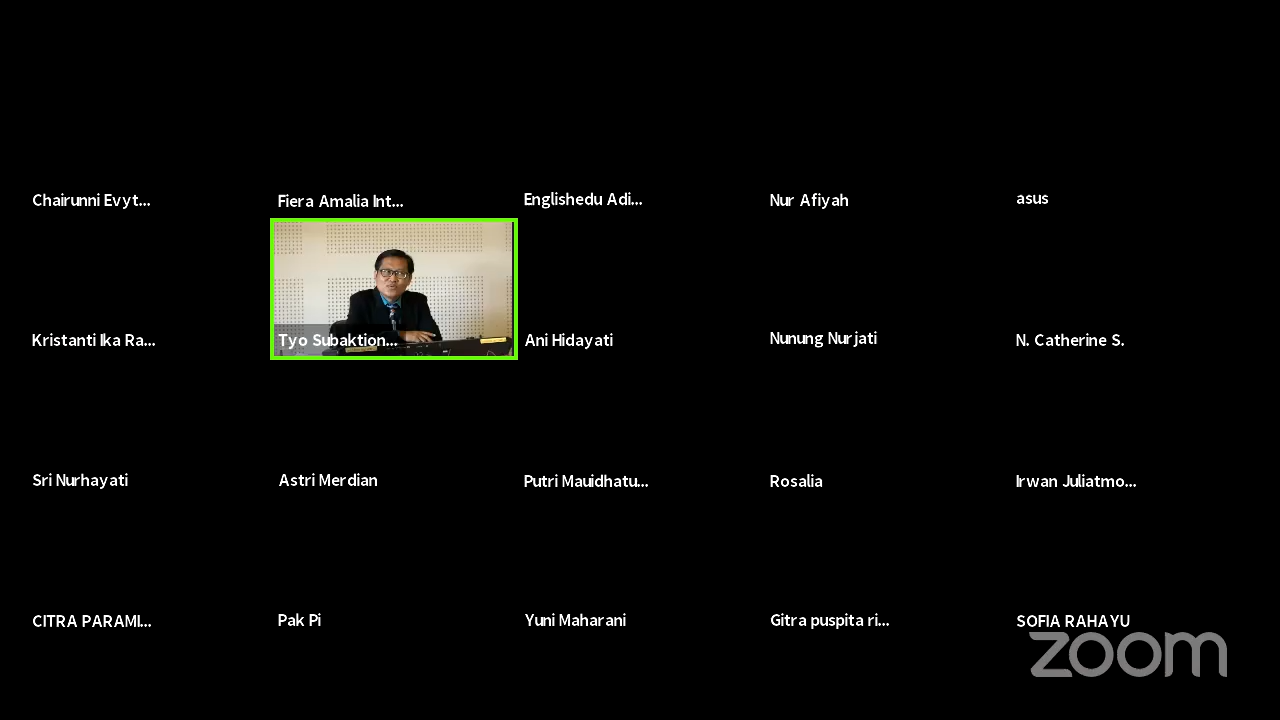 Chairunni Evyt...
Fiera Amalia Int...
Englishedu Adi...
Nur Afiyah
asus
Kristanti Ika Ra...
Tyo Subaktion...
Ani Hidayati
Nunung Nurjati
N. Catherine S.
Sri Nurhayati
Astri Merdian
Putri Mauidhatu...
Rosalia
Irwan Juliatmo...
CITRA PARAMI...
Pak Pi
Yuni Maharani
Gitra puspita ri...
SOFIA RAHAYU
zoom